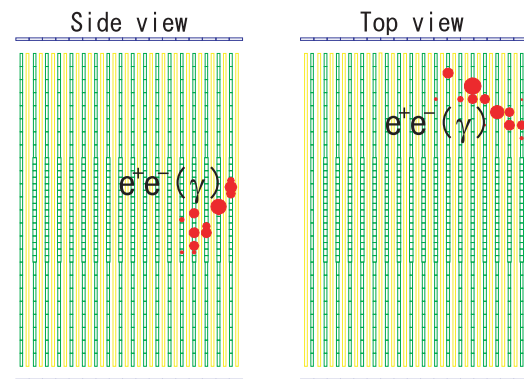 Side view
Top view
e⁺e⁻(γ)
e⁺e⁻(γ)